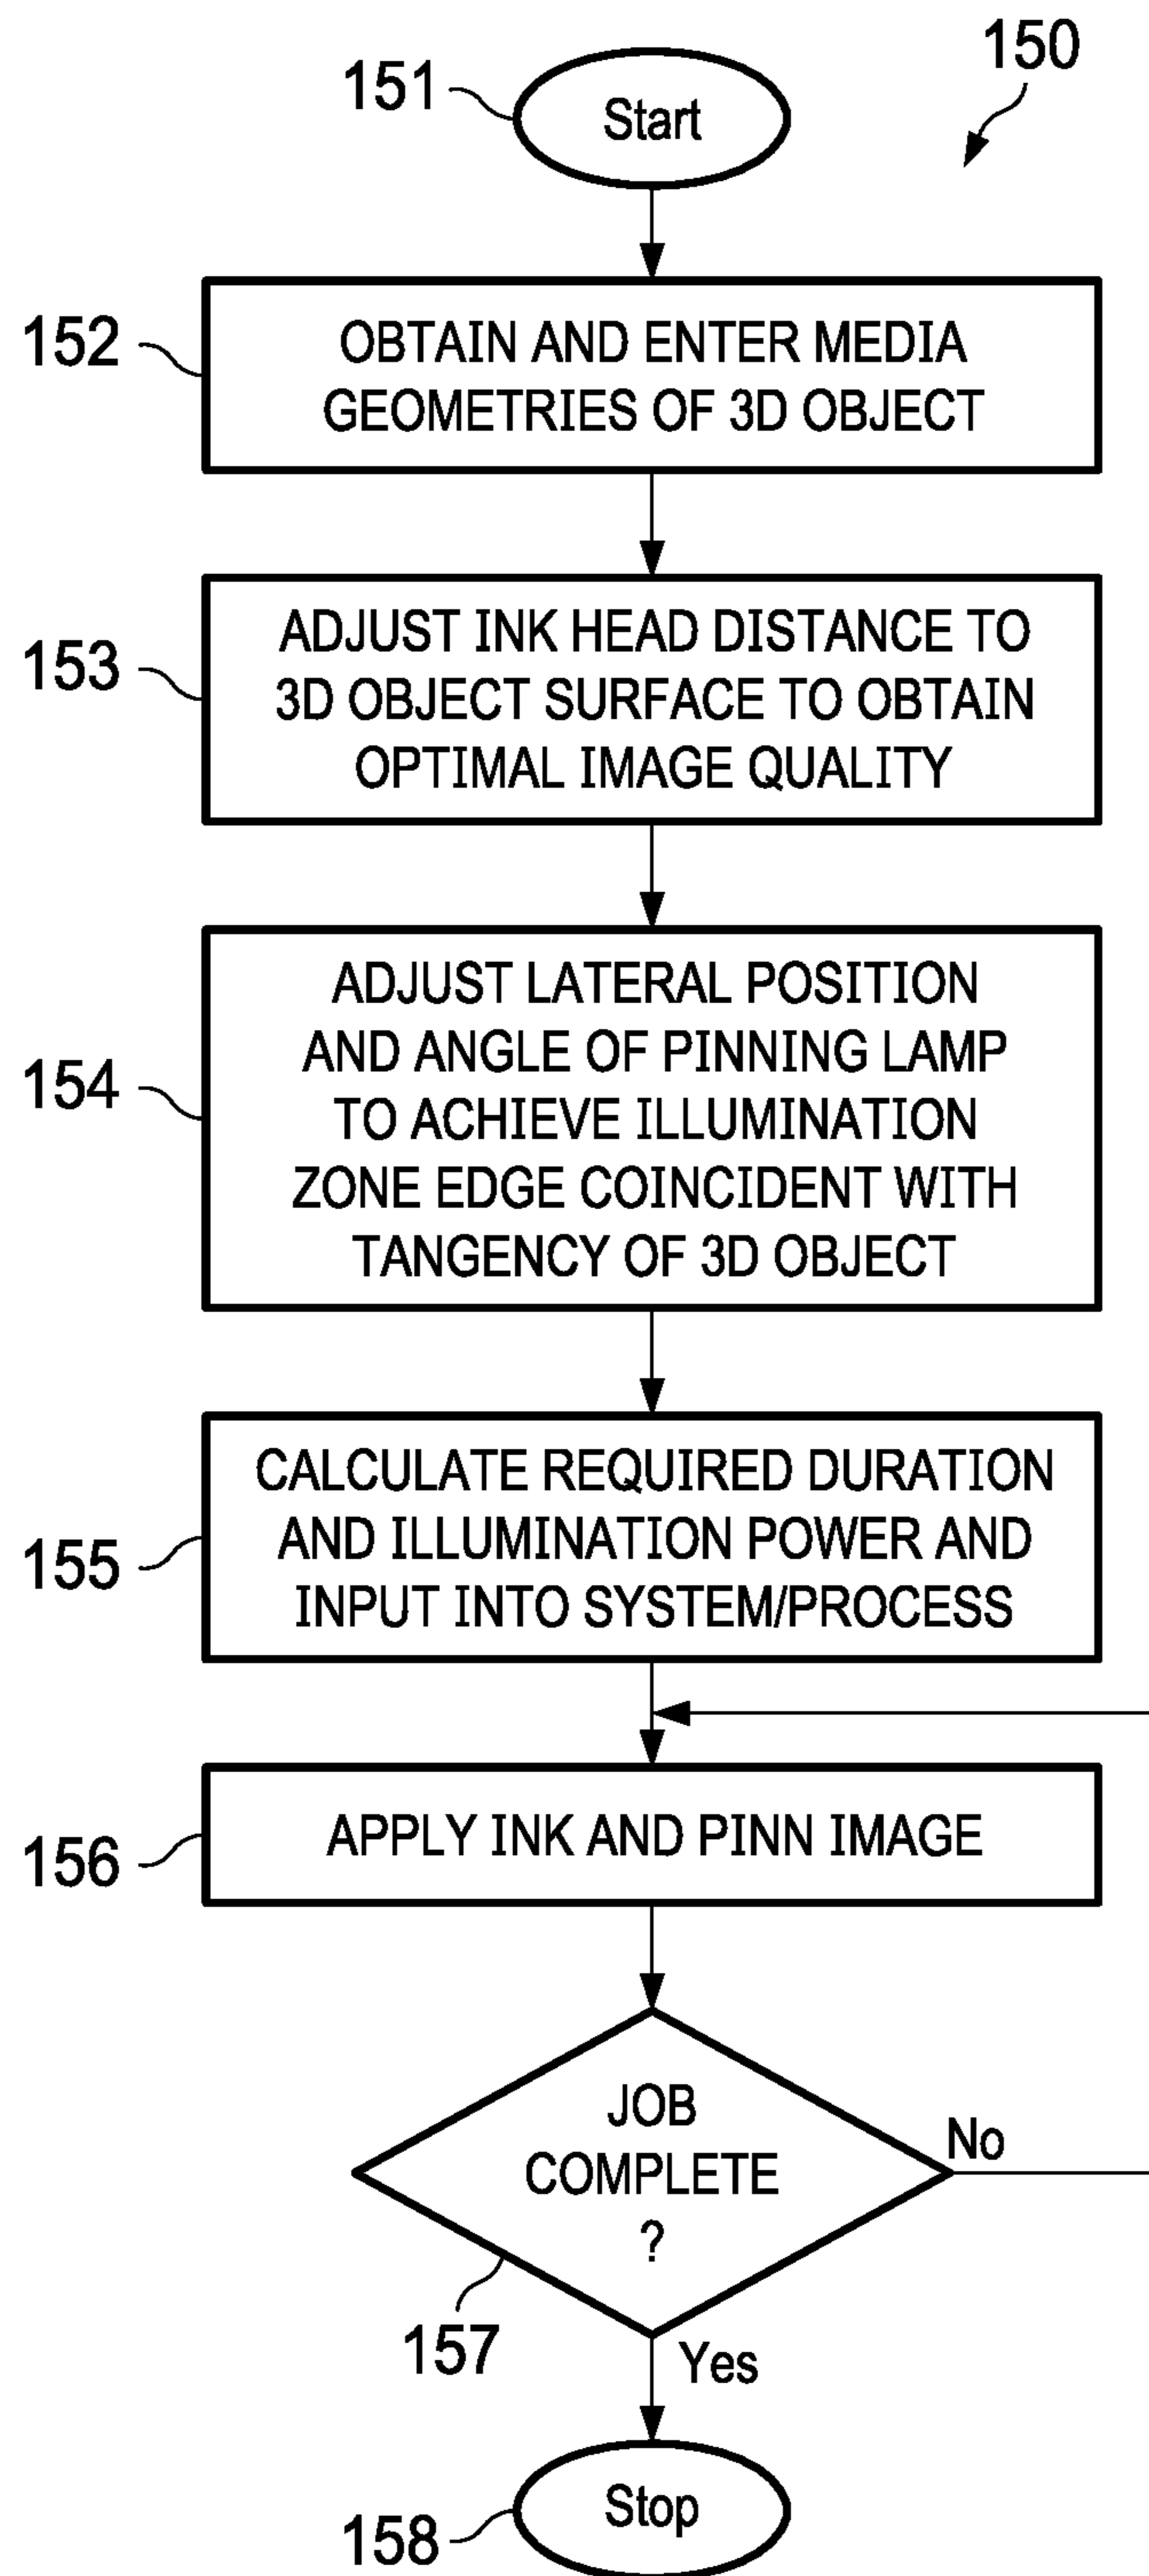 150
151
Start
152
OBTAIN AND ENTER MEDIA
GEOMETRIES OF 3D OBJECT
153
ADJUST INK HEAD DISTANCE TO
3D OBJECT SURFACE TO OBTAIN
OPTIMAL IMAGE QUALITY
154
ADJUST LATERAL POSITION
AND ANGLE OF PINNING LAMP
TO ACHIEVE ILLUMINATION
ZONE EDGE COINCIDENT WITH
TANGENCY OF 3D OBJECT
155
CALCULATE REQUIRED DURATION
AND ILLUMINATION POWER AND
INPUT INTO SYSTEM/PROCESS
156
APPLY INK AND PINN IMAGE
JOB
COMPLETE
?
No
157
Yes
Stop
158